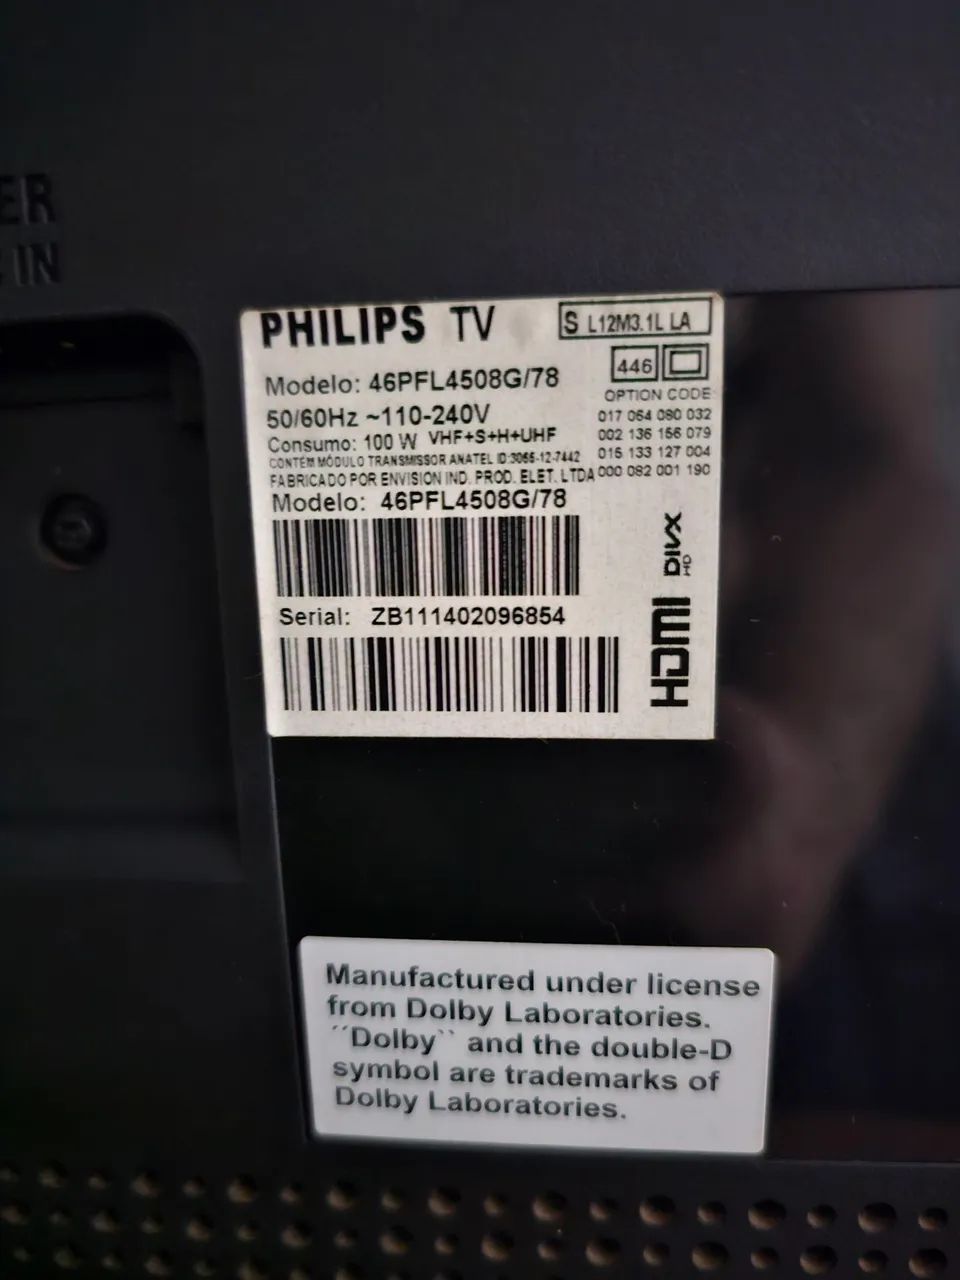 ER
IN
PHILIPS TV
S L12M3.1L LA
Modelo: 46PFL4508G/78
446
50/60Hz ~110-240V
OPTION CODE
Consumo: 100 W VHF+S+H+UHF
017 064 080 032
CONTÉM MÓDULO TRANSMISSOR ANATEL ID:3065-12-7442
002 136 156 079
FABRICADO POR ENVISION IND. PROD. ELET. LTDA
015 133 127 004
000 082 001 190
Modelo: 46PFL4508G/78
DIVX
HD
Serial: ZB111402096854
HDMI
Manufactured under license
from Dolby Laboratories.
´´Dolby`` and the double-D
symbol are trademarks of
Dolby Laboratories.